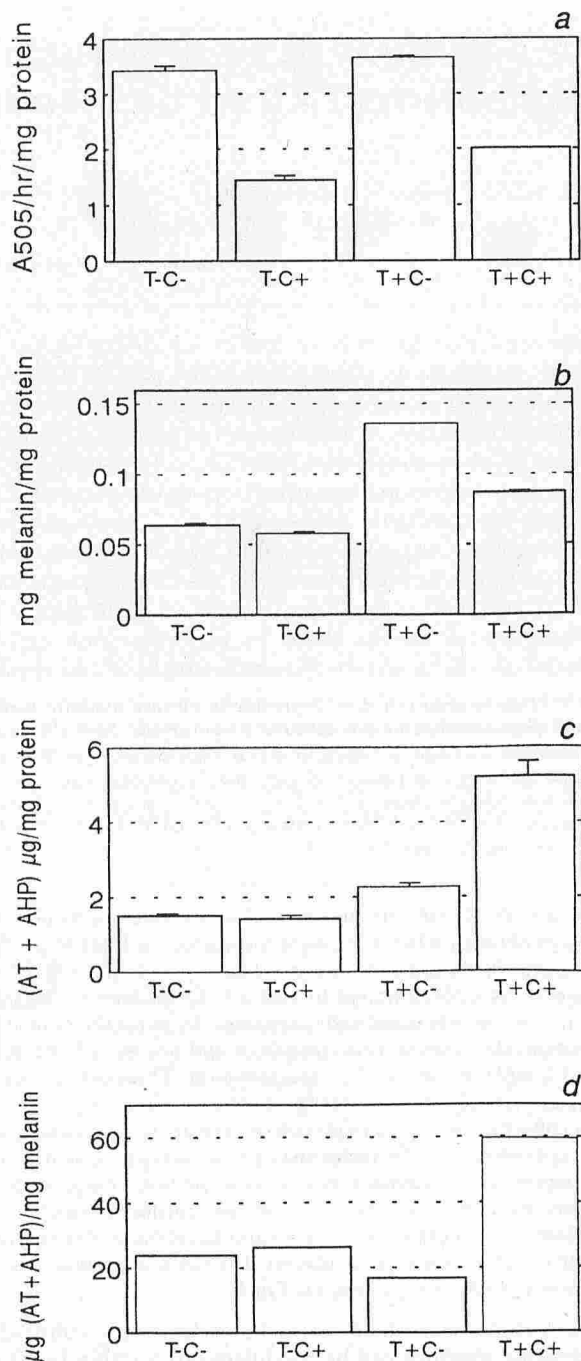 a
A505/hr/mg protein
4
3
2
1
0
T-C-
T-C+
T+C-
T+C+
b
mg melanin/mg protein
0.15
0.1
0.05
0
T-C-
T-C+
T+C-
T+C+
c
(AT + AHP) µg/mg protein
6
4
2
0
T-C-
T-C+
T+C-
T+C+
d
µg (AT+AHP)/mg melanin
60
40
20
0
T-C-
T-C+
T+C-
T+C+